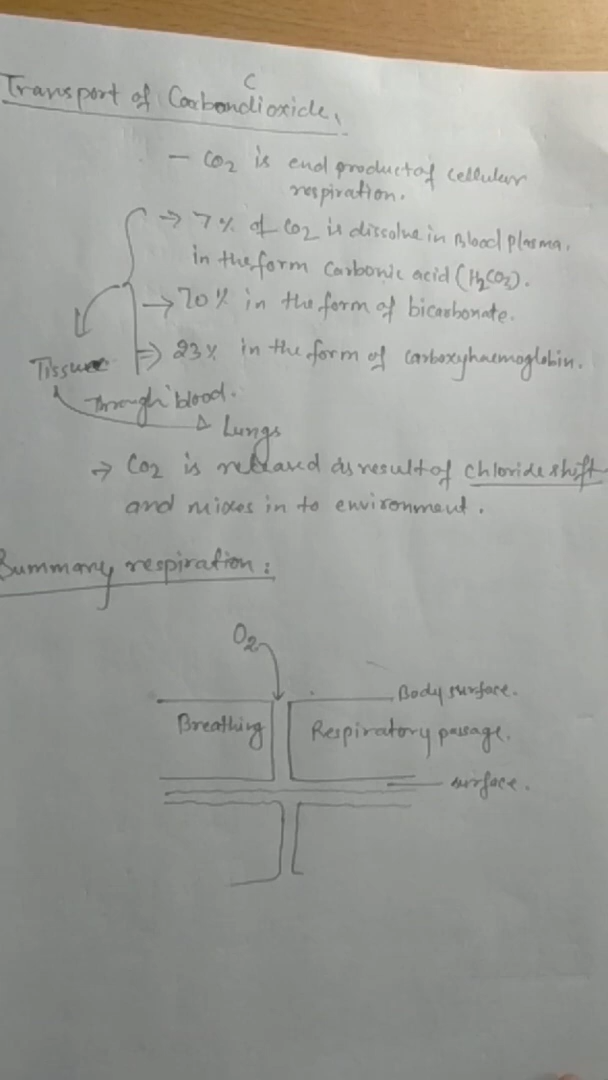 C
Transport of Carbondioxide.
- CO2 is end product of cellular
respiration.
→ 7% of CO2 is dissolve in Blood plasma.
in the form Carbonic acid (H2CO3).
→ 70% in the form of bicarbonate.
Tissue
⇒ 23% in the form of Carboxyhaemoglobin.
Through blood.
Lungs
→ CO2 is as result of chloride shift
and mixes in to environment.
Summary respiration:
O2
Body surface.
Breathing
Respiratory passage.
surface.